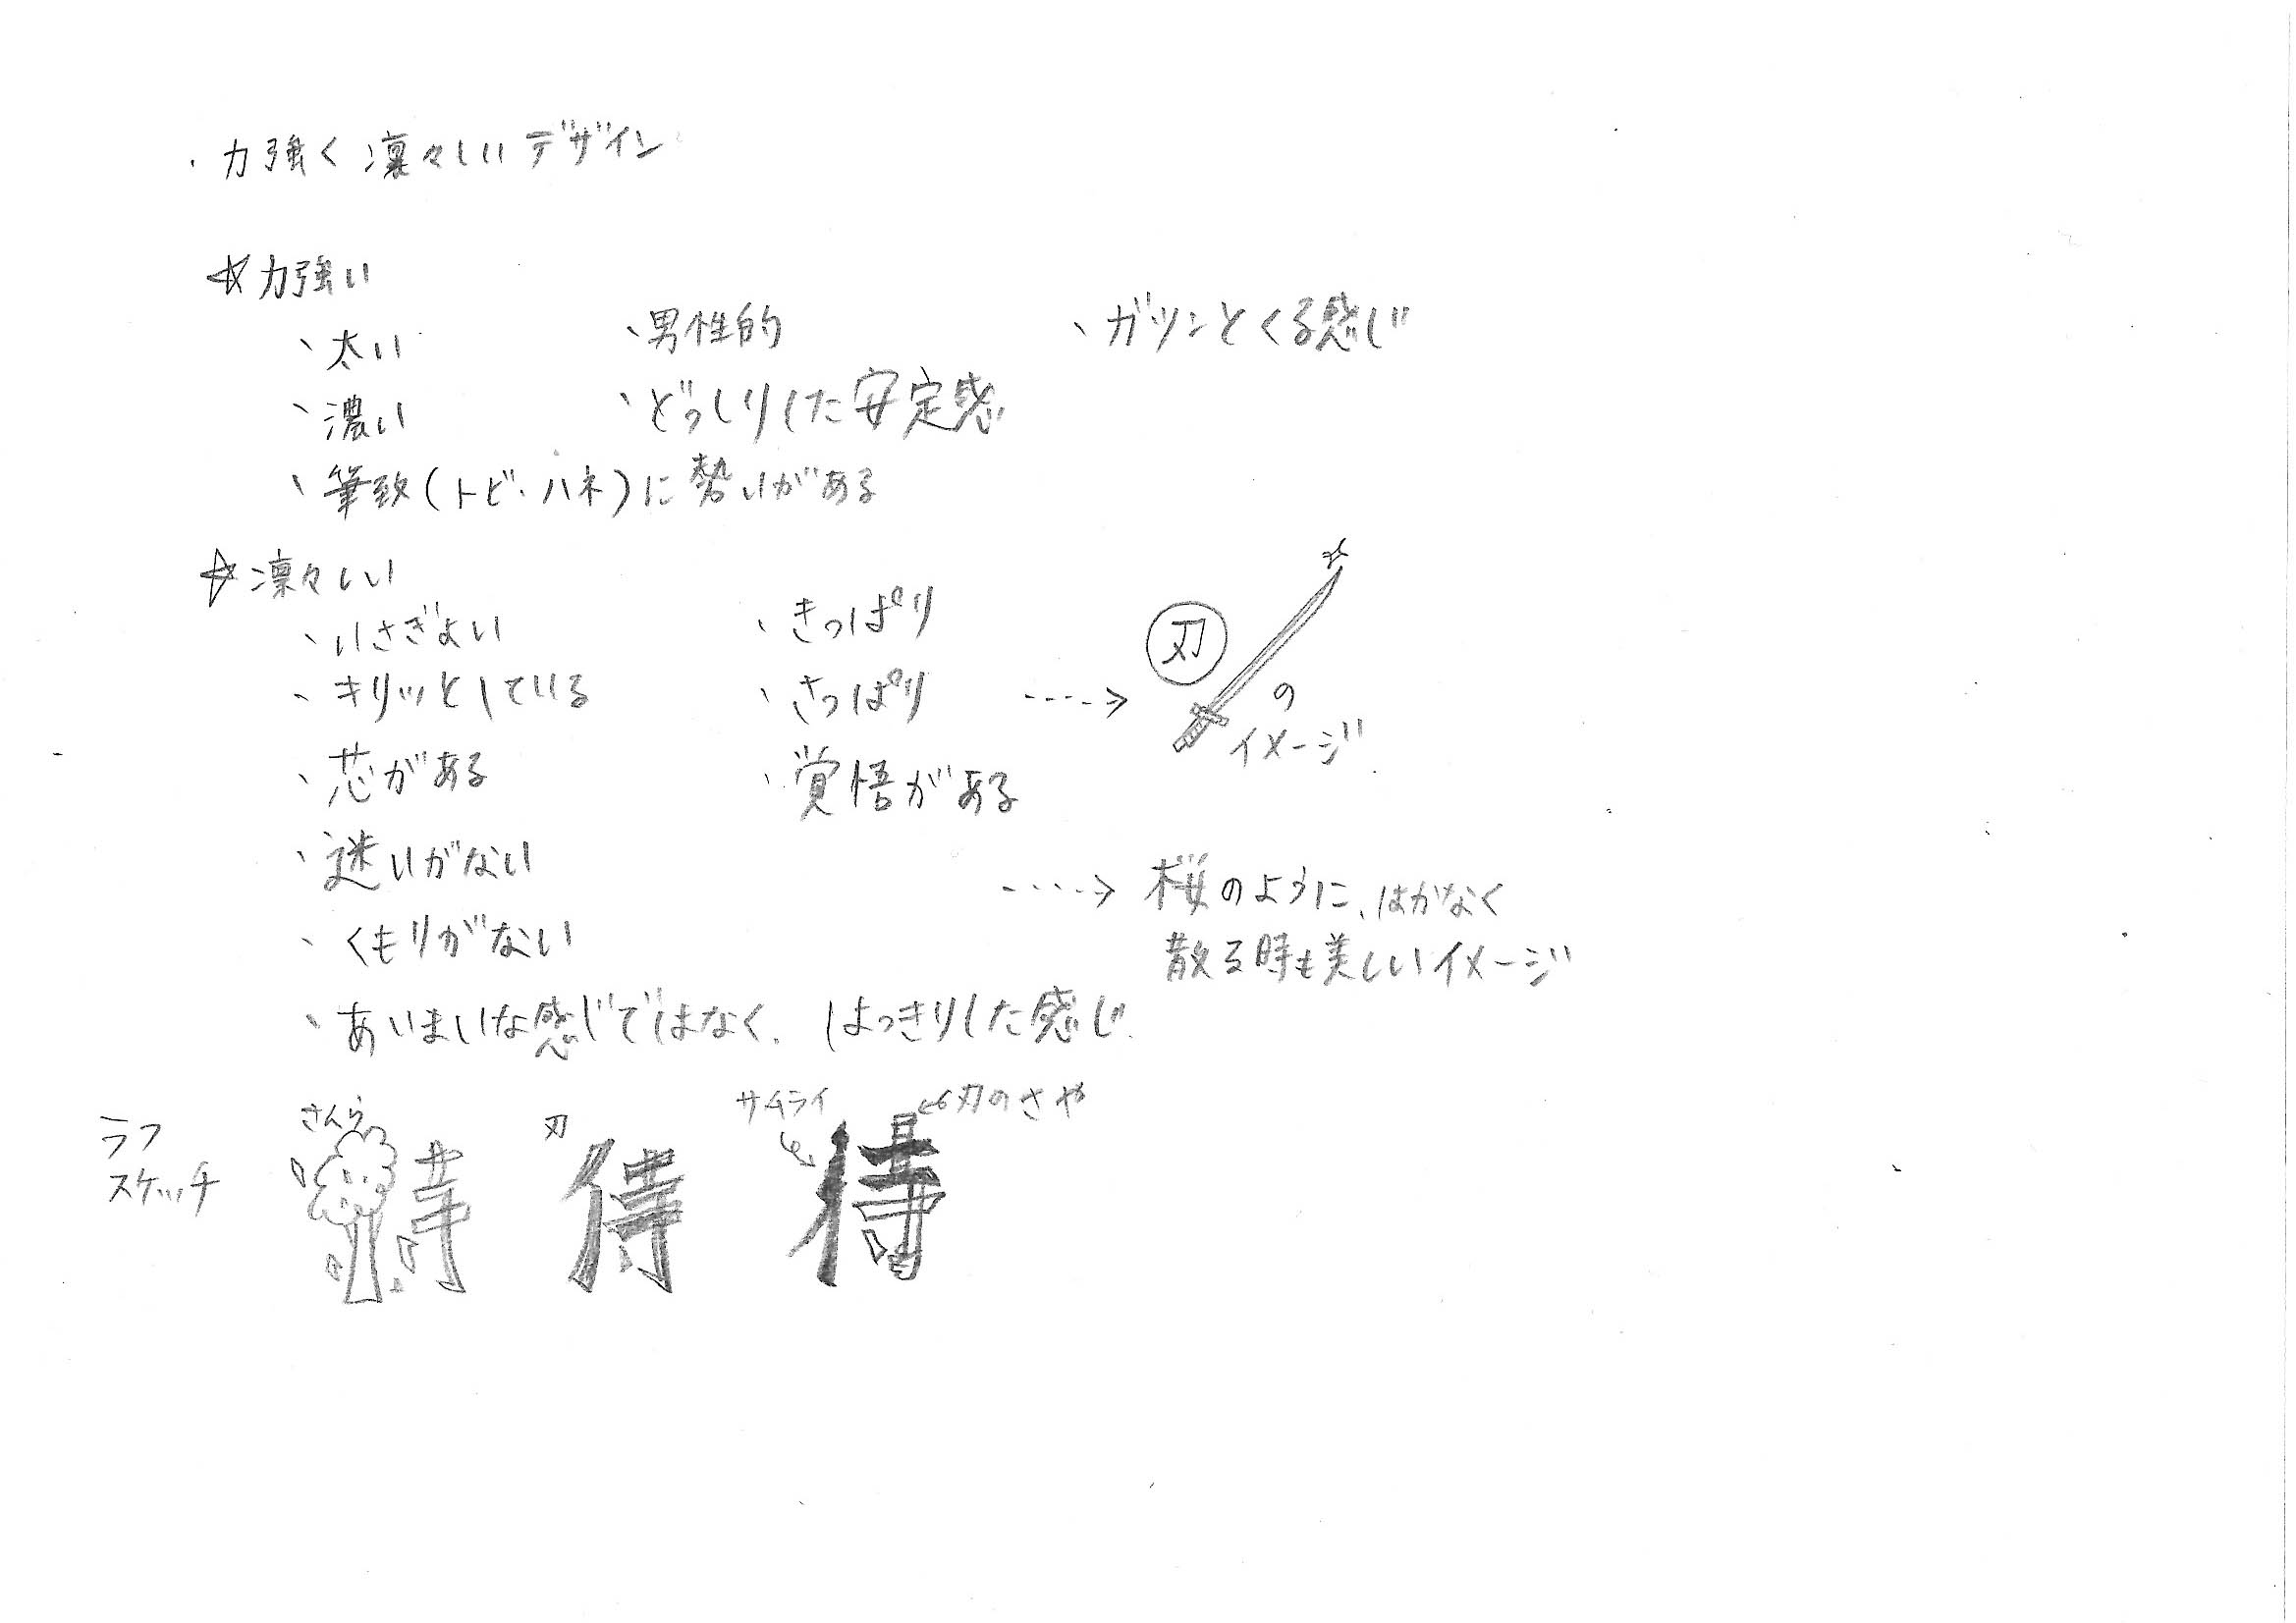 ・力強く凛々しいデザイン
☆力強い
、太い 、男性的 、ガツンとくる感じ
、濃い 、どっしりした安定感
、筆致(トビ・ハネ)に勢いがある
☆凛々しい
、いさぎよい 、きっぱり
、キリッとしている 、さっぱり ----> 刃の
イメージ
、芯がある 、覚悟がある
、迷いがない
----> 桜のように、はかなく
散る時も美しいイメージ
、くもりがない
、あいまいな感じではなく、はっきりした感じ
ラフ
スケッチ
さくら 刃 サムライ ←刃のさや
侍 侍 侍